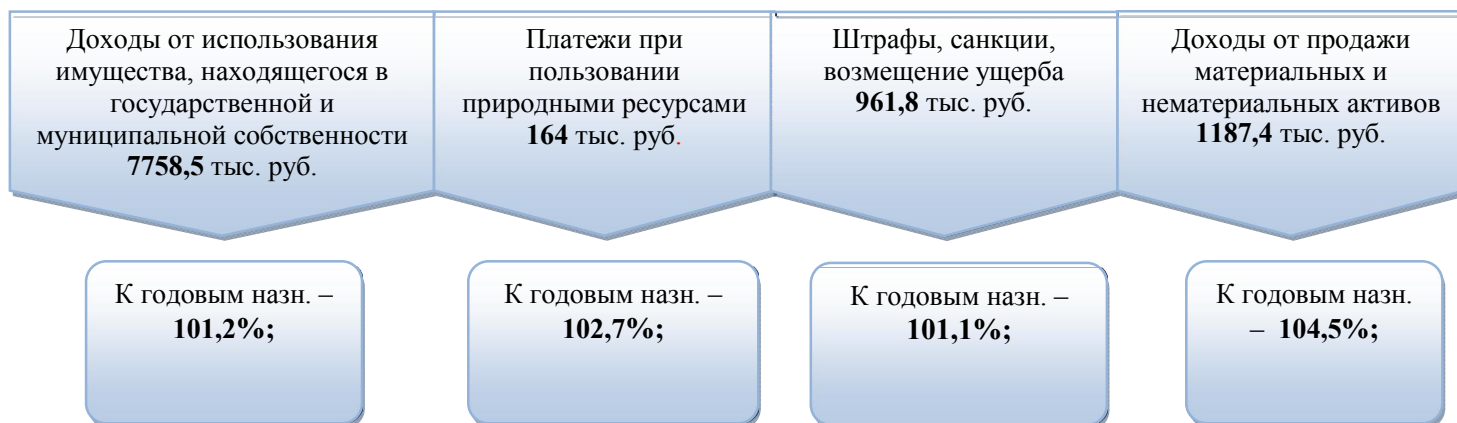 Доходы от использования
имущества, находящегося в
государственной и
муниципальной собственности
7758,5 тыс. руб.
Платежи при
пользовании
природными ресурсами
164 тыс. руб.
Штрафы, санкции,
возмещение ущерба
961,8 тыс. руб.
Доходы от продажи
материальных и
нематериальных активов
1187,4 тыс. руб.
К годовым назн. –
101,2%;
К годовым назн. –
102,7%;
К годовым назн. –
101,1%;
К годовым назн.
– 104,5%;